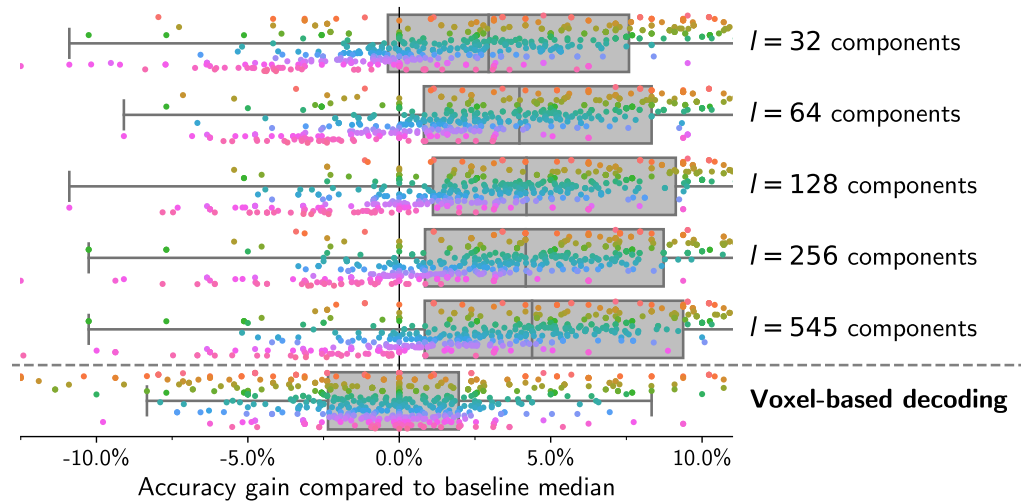 l = 32 components
l = 64 components
l = 128 components
l = 256 components
l = 545 components
Voxel-based decoding
-10.0% -5.0% 0.0% 5.0% 10.0%
Accuracy gain compared to baseline median